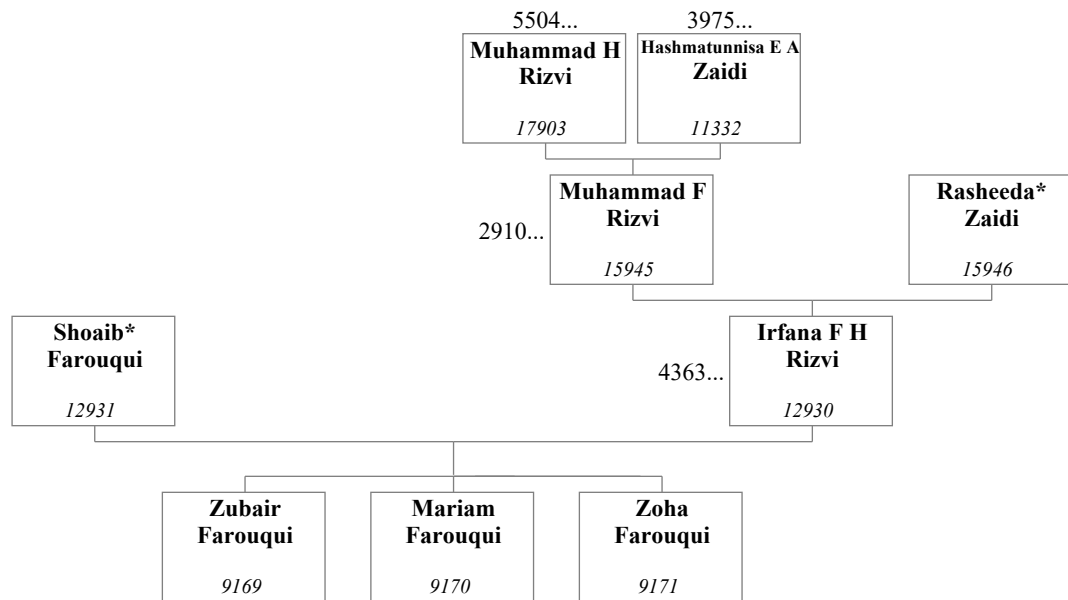 5504...
3975...
Muhammad H
Rizvi
17903
Hashmatunnisa E A
Zaidi
11332
2910...
Muhammad F
Rizvi
15945
Rasheeda*
Zaidi
15946
Shoaib*
Farouqui
12931
4363...
Irfana F H
Rizvi
12930
Zubair
Farouqui
9169
Mariam
Farouqui
9170
Zoha
Farouqui
9171